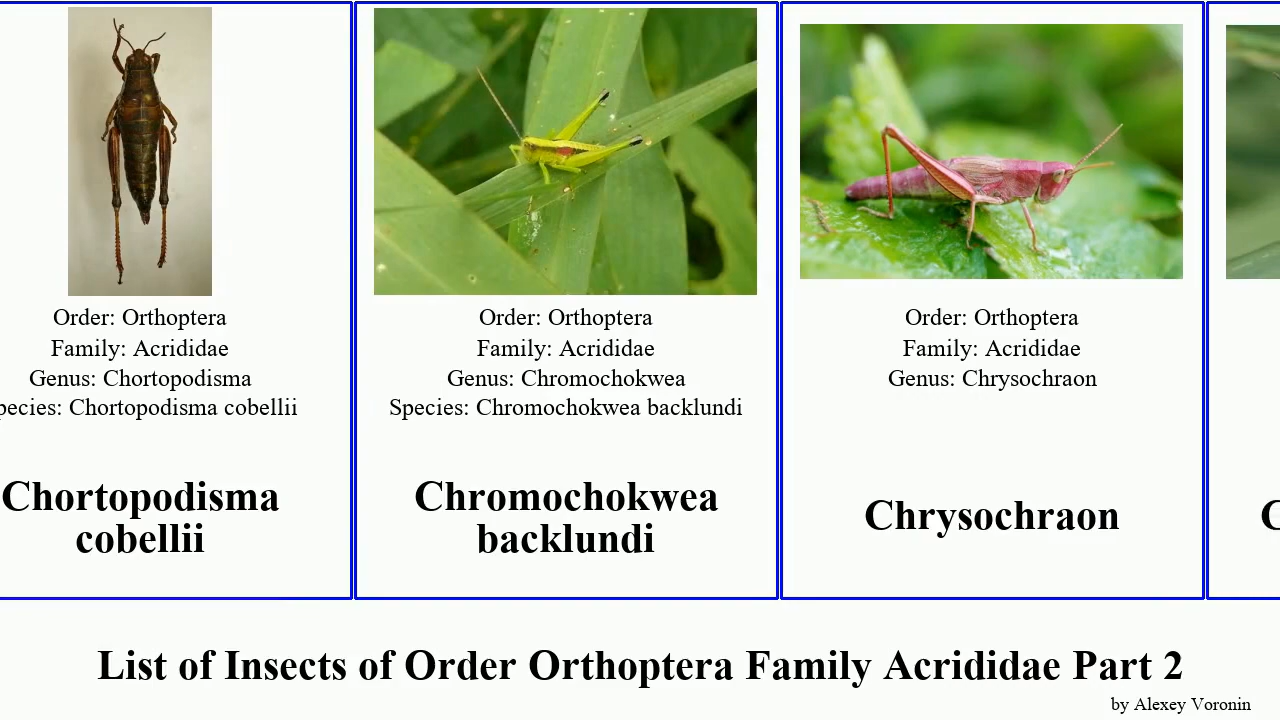 Order: Orthoptera
Family: Acrididae
Genus: Chortopodisma
pecies: Chortopodisma cobellii
Chortopodisma
cobellii
Order: Orthoptera
Family: Acrididae
Genus: Chromochokwea
Species: Chromochokwea backlundi
Chromochokwea
backlundi
Order: Orthoptera
Family: Acrididae
Genus: Chrysochraon
Chrysochraon
C
List of Insects of Order Orthoptera Family Acrididae Part 2
by Alexey Voronin